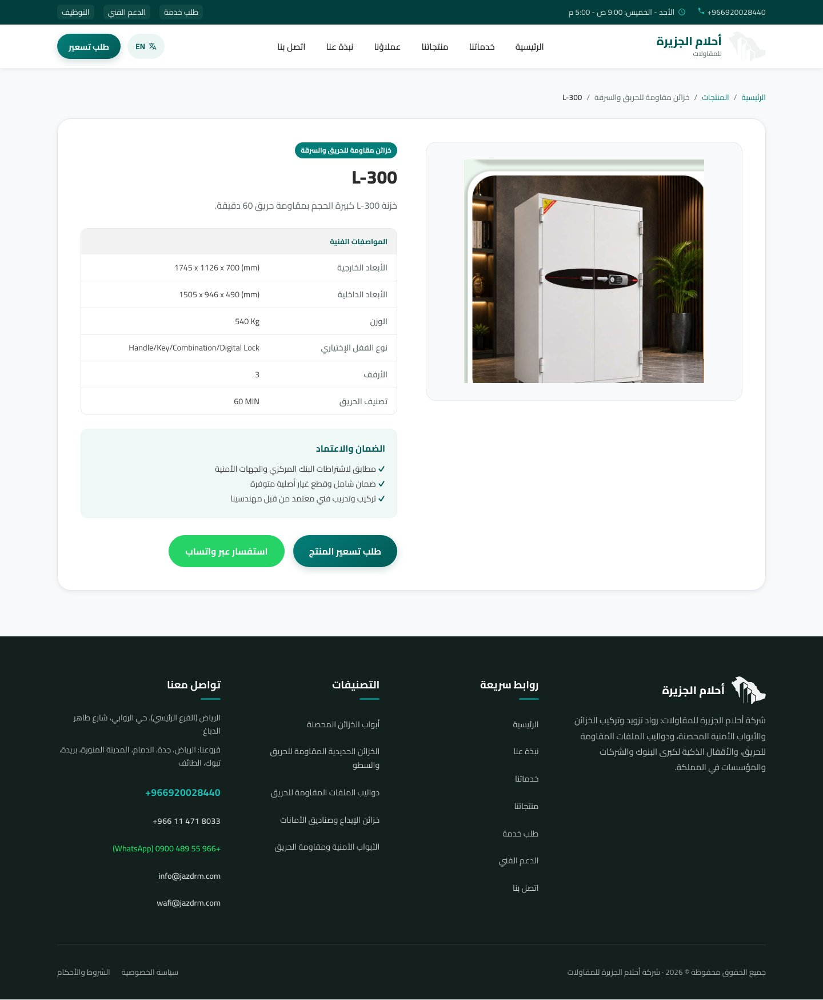 +966920028440
الأحد - الخميس: 9:00 ص - 5:00 م
طلب خدمة
الدعم الفني
التوظيف
أحلام الجزيرة
للمقاولات
الرئيسية
خدماتنا
منتجاتنا
عملاؤنا
نبذة عنا
اتصل بنا
EN
طلب تسعير
الرئيسية / المنتجات / خزائن مقاومة للحريق والسرقة / L-300
خزائن مقاومة للحريق والسرقة
L-300
خزنة L-300 كبيرة الحجم بمقاومة حريق 60 دقيقة.
المواصفات الفنية
الأبعاد الخارجية 1745 x 1126 x 700 (mm)
الأبعاد الداخلية 1505 x 946 x 490 (mm)
الوزن 540 Kg
نوع القفل الإختياري Handle/Key/Combination/Digital Lock
الأرفف 3
تصنيف الحريق 60 MIN
الضمان والاعتماد
✓ مطابق لاشتراطات البنك المركزي والجهات الأمنية
✓ ضمان شامل وقطع غيار أصلية متوفرة
✓ تركيب وتدريب فني معتمد من قبل مهندسينا
طلب تسعير المنتج
استفسار عبر واتساب
أحلام الجزيرة
شركة أحلام الجزيرة للمقاولات: رواد تزويد وتركيب الخزائن
والأبواب الأمنية المحصنة، ودواليب الملفات المقاومة
للحريق، والأقفال الذكية لكبرى البنوك والشركات
والمؤسسات في المملكة.
روابط سريعة
الرئيسية
نبذة عنا
خدماتنا
منتجاتنا
طلب خدمة
الدعم الفني
اتصل بنا
التصنيفات
أبواب الخزائن المحصنة
الخزائن الحديدية المقاومة للحريق
والسطو
دواليب الملفات المقاومة للحريق
خزائن الإيداع وصناديق الأمانات
الأبواب الأمنية ومقاومة الحريق
تواصل معنا
الرياض (الفرع الرئيسي)، حي الروابي، شارع طاهر
الدباغ
فروعنا: الرياض، جدة، الدمام، المدينة المنورة، بريدة،
تبوك، الطائف
+966920028440
+966 11 471 8033
+966 55 489 0900 (WhatsApp)
info@jazdrm.com
wafi@jazdrm.com
جميع الحقوق محفوظة © 2026 · شركة أحلام الجزيرة للمقاولات
سياسة الخصوصية
الشروط والأحكام